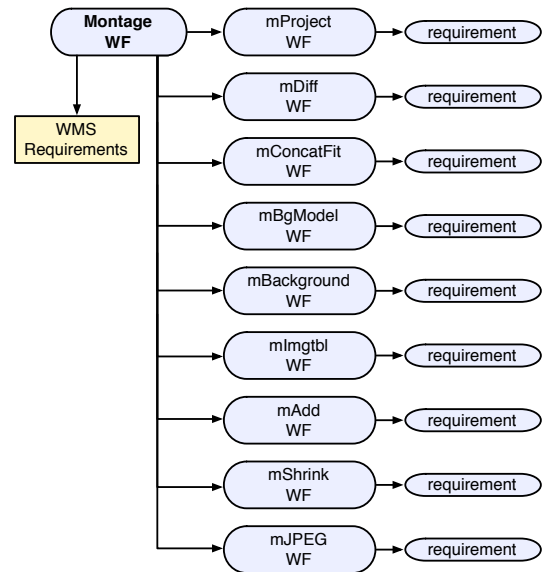 Montage
WF
mProject
WF
requirement
mDiff
WF
requirement
WMS
Requirements
mConcatFit
WF
requirement
mBgModel
WF
requirement
mBackground
WF
requirement
mImgtbl
WF
requirement
mAdd
WF
requirement
mShrink
WF
requirement
mJPEG
WF
requirement